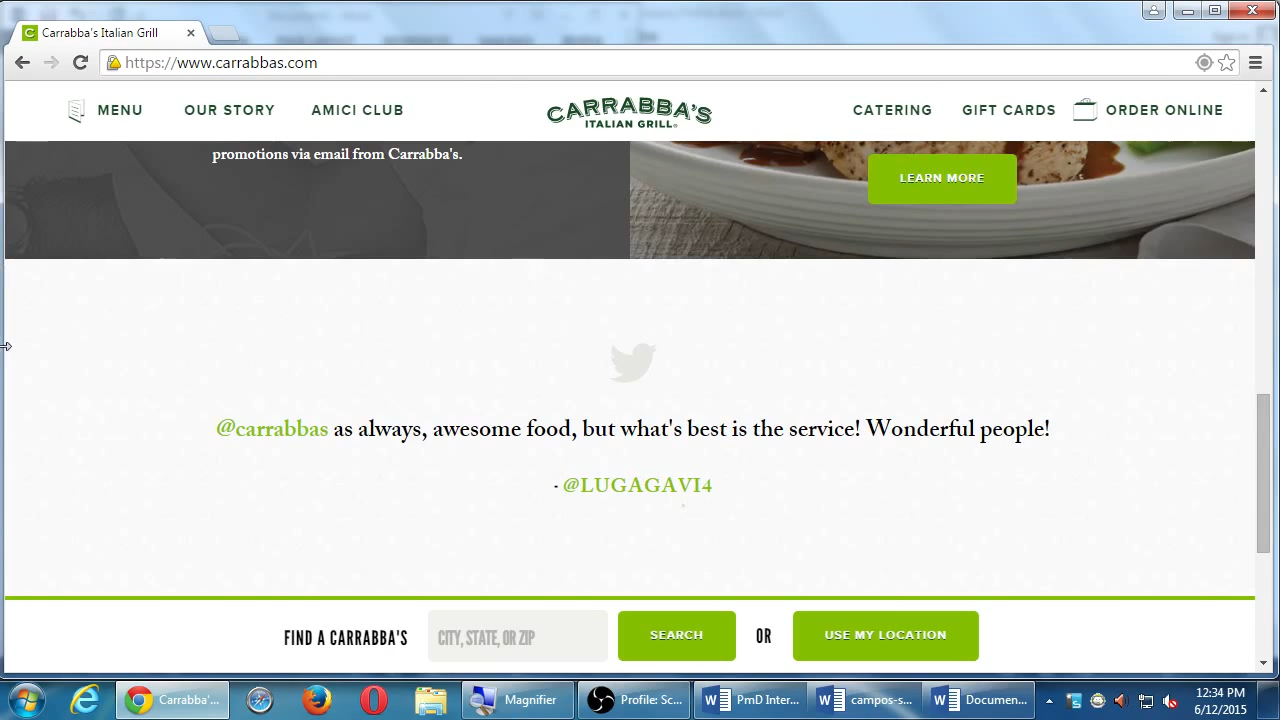 Carrabba's Italian Grill
https://www.carrabbas.com
MENU
OUR STORY
AMICI CLUB
CARRABBA'S
ITALIAN GRILL®
CATERING
GIFT CARDS
ORDER ONLINE
promotions via email from Carrabba's.
LEARN MORE
@carrabbas as always, awesome food, but what's best is the service! Wonderful people!
- @LUGAGAVI4
FIND A CARRABBA'S
CITY, STATE, OR ZIP
SEARCH
OR
USE MY LOCATION
Carrabba'...
Magnifier
Profile: Sc...
PmD Inter...
campos-s...
Documen...
12:34 PM
6/12/2015